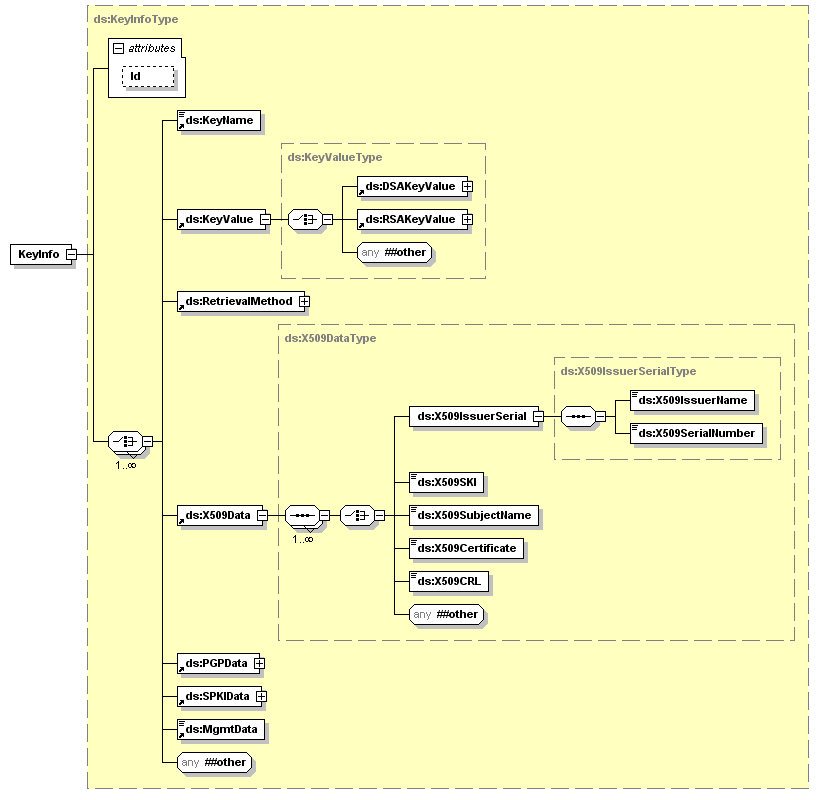 ds:KeyInfoType
attributes
Id
ds:KeyName
ds:KeyValueType
ds:DSAKeyValue
ds:KeyValue
ds:RSAKeyValue
any ##other
KeyInfo
ds:RetrievalMethod
ds:X509DataType
ds:X509IssuerSerialType
ds:X509IssuerName
ds:X509IssuerSerial
ds:X509SerialNumber
1..∞
ds:X509SKI
ds:X509Data
ds:X509SubjectName
1..∞
ds:X509Certificate
ds:X509CRL
any ##other
ds:PGPData
ds:SPKIData
ds:MgmtData
any ##other